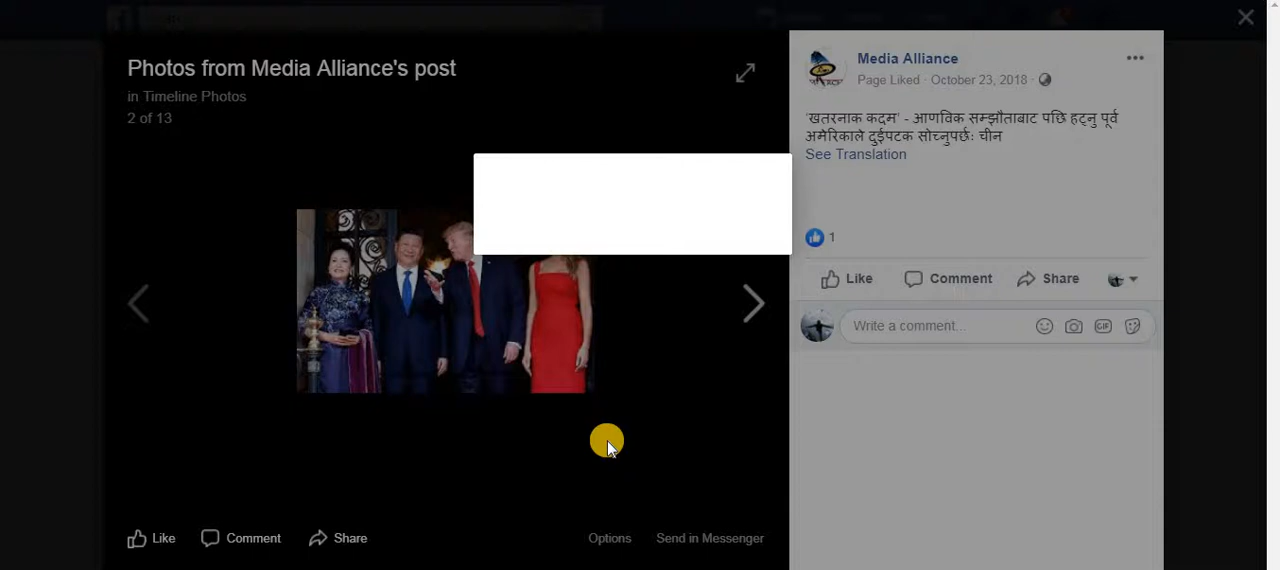 Photos from Media Alliance's post
in Timeline Photos
2 of 13
Like
Comment
Share
Options
Send in Messenger
Media Alliance
Page Liked · October 23, 2018 ·
'खतरनाक कदम' - आणविक सम्झौताबाट पछि हट्नु पूर्व
अमेरिकाले दुईपटक सोच्नुपर्छः चीन
See Translation
1
Like
Comment
Share
Write a comment...
GIF